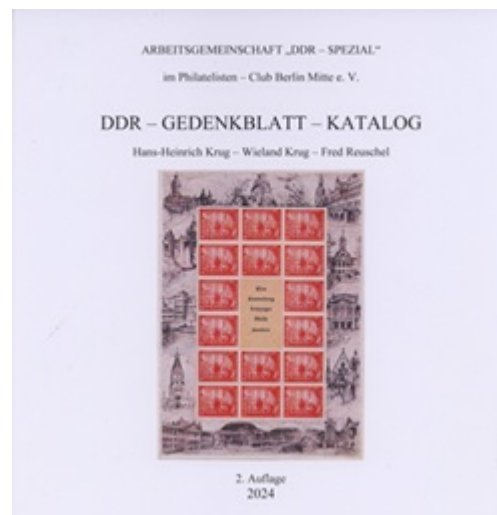 ARBEITSGEMEINSCHAFT „DDR – SPEZIAL“
im Philatelisten – Club Berlin Mitte e. V.
DDR – GEDENKBLATT – KATALOG
Hans-Heinrich Krug – Wieland Krug – Fred Reuschel
2. Auflage
2024